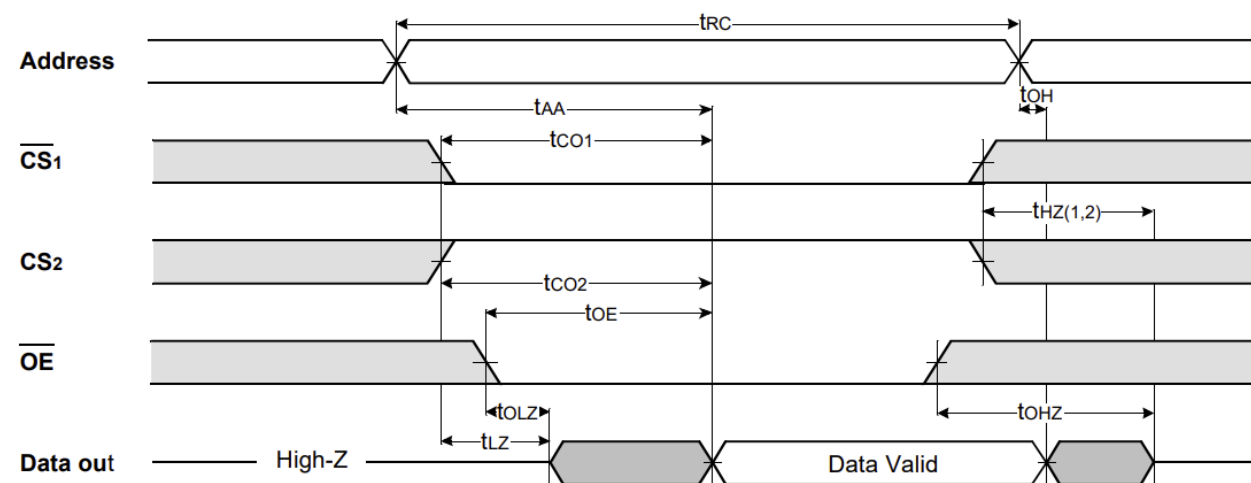 tRC
Address
tOH
tAA
tCO1
CS1
tHZ(1,2)
CS2
tCO2
tOE
OE
tOLZ
tOHZ
tLZ
Data out High-Z Data Valid